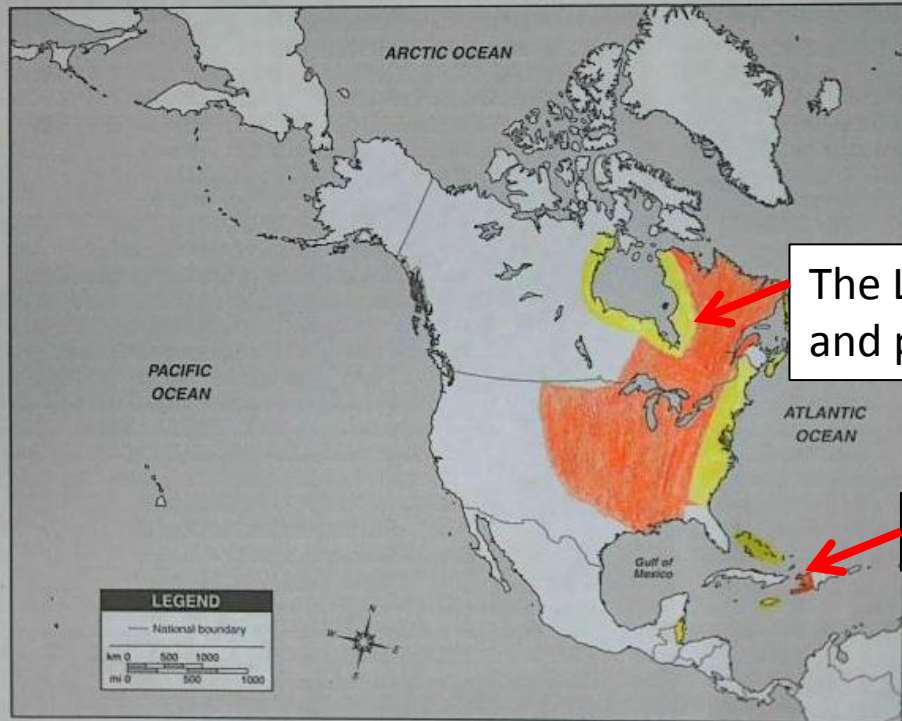 ARCTIC OCEAN
The L
and p
PACIFIC
OCEAN
ATLANTIC
OCEAN
Gulf of
Mexico
LEGEND
National boundary
km 0 500 1000
mi 0 500 1000
N
W
E
S